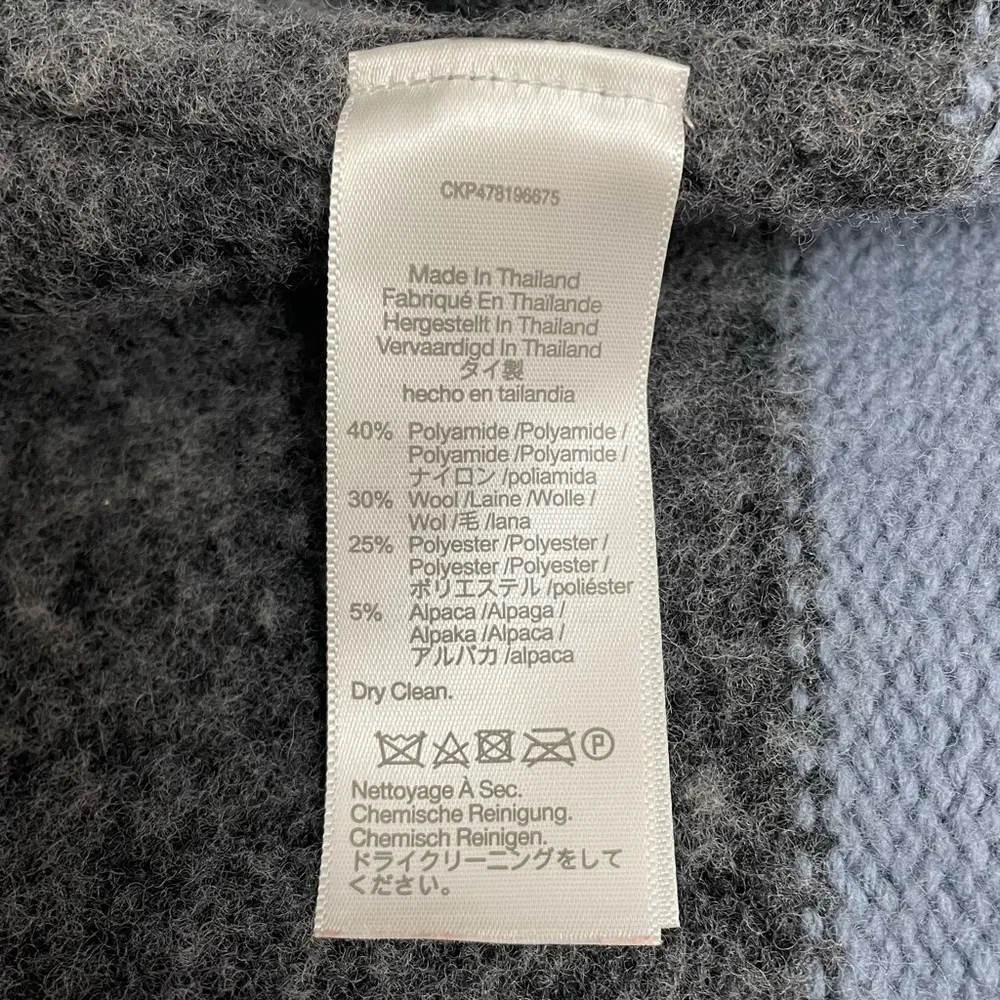 CKP478196675
Made In Thailand
Fabriqué En Thaïlande
Hergestellt In Thailand
Vervaardigd In Thailand
タイ製
hecho en tailandia
40% Polyamide /Polyamide /
Polyamide /Polyamide /
ナイロン /poliamida
30% Wool /Laine /Wolle /
Wol /毛 /lana
25% Polyester /Polyester /
Polyester /Polyester /
ポリエステル /poliéster
5% Alpaca /Alpaga /
Alpaka /Alpaca /
アルパカ /alpaca
Dry Clean.
P
Nettoyage À Sec.
Chemische Reinigung.
Chemisch Reinigen.
ドライクリーニングをして
ください。